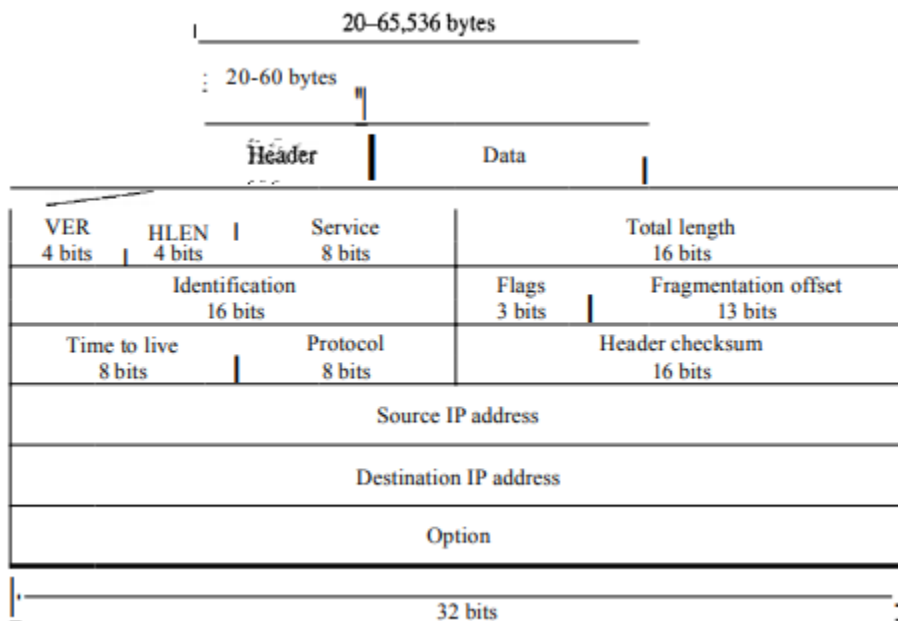 20–65,536 bytes
20-60 bytes
Header Data
VER HLEN Service Total length
4 bits 4 bits 8 bits 16 bits
Identification Flags Fragmentation offset
16 bits 3 bits 13 bits
Time to live Protocol Header checksum
8 bits 8 bits 16 bits
Source IP address
Destination IP address
Option
32 bits